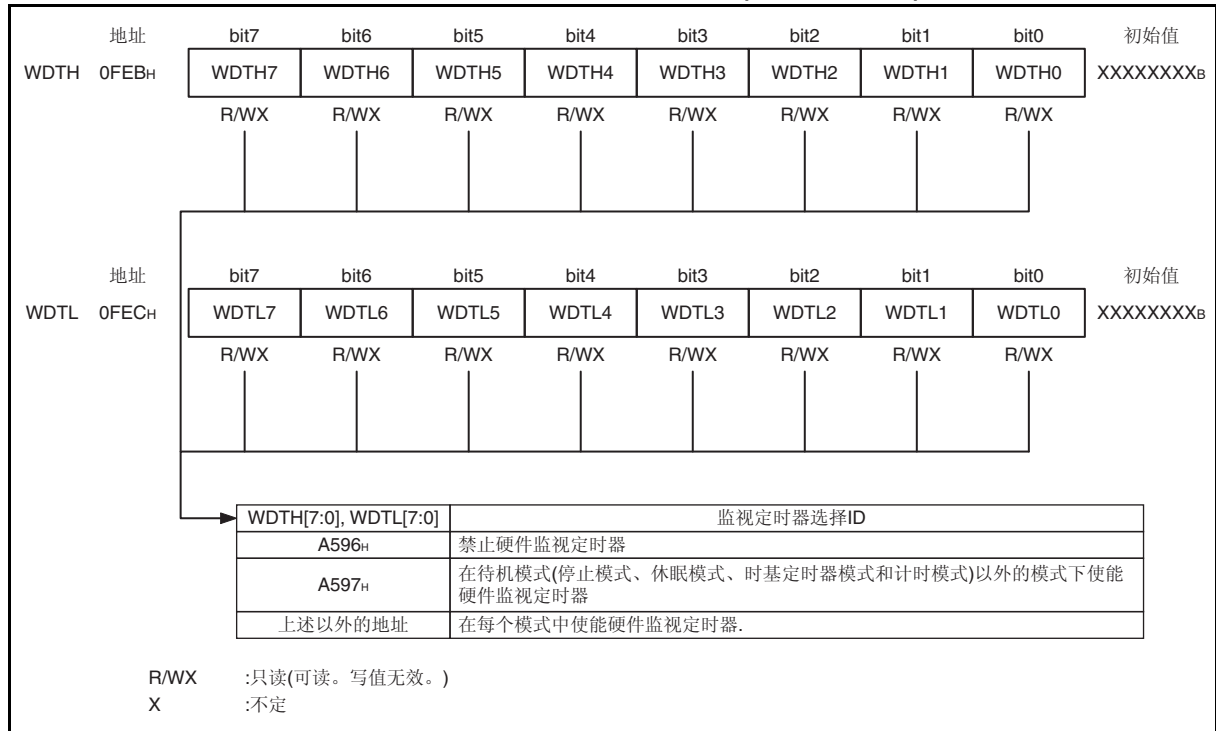 地址 bit7 bit6 bit5 bit4 bit3 bit2 bit1 bit0 初始值
WDTH 0FEBH WDTH7 WDTH6 WDTH5 WDTH4 WDTH3 WDTH2 WDTH1 WDTH0 XXXXXXXXB
R/WX R/WX R/WX R/WX R/WX R/WX R/WX R/WX
地址 bit7 bit6 bit5 bit4 bit3 bit2 bit1 bit0 初始值
WDTL 0FECH WDTL7 WDTL6 WDTL5 WDTL4 WDTL3 WDTL2 WDTL1 WDTL0 XXXXXXXXB
R/WX R/WX R/WX R/WX R/WX R/WX R/WX R/WX
WDTH[7:0], WDTL[7:0] 监视定时器选择ID
A596H 禁止硬件监视定时器
A597H 在待机模式(停止模式、休眠模式、时基定时器模式和计时模式)以外的模式下使能
硬件监视定时器
上述以外的地址 在每个模式中使能硬件监视定时器.
R/WX :只读(可读。写值无效。)
X :不定